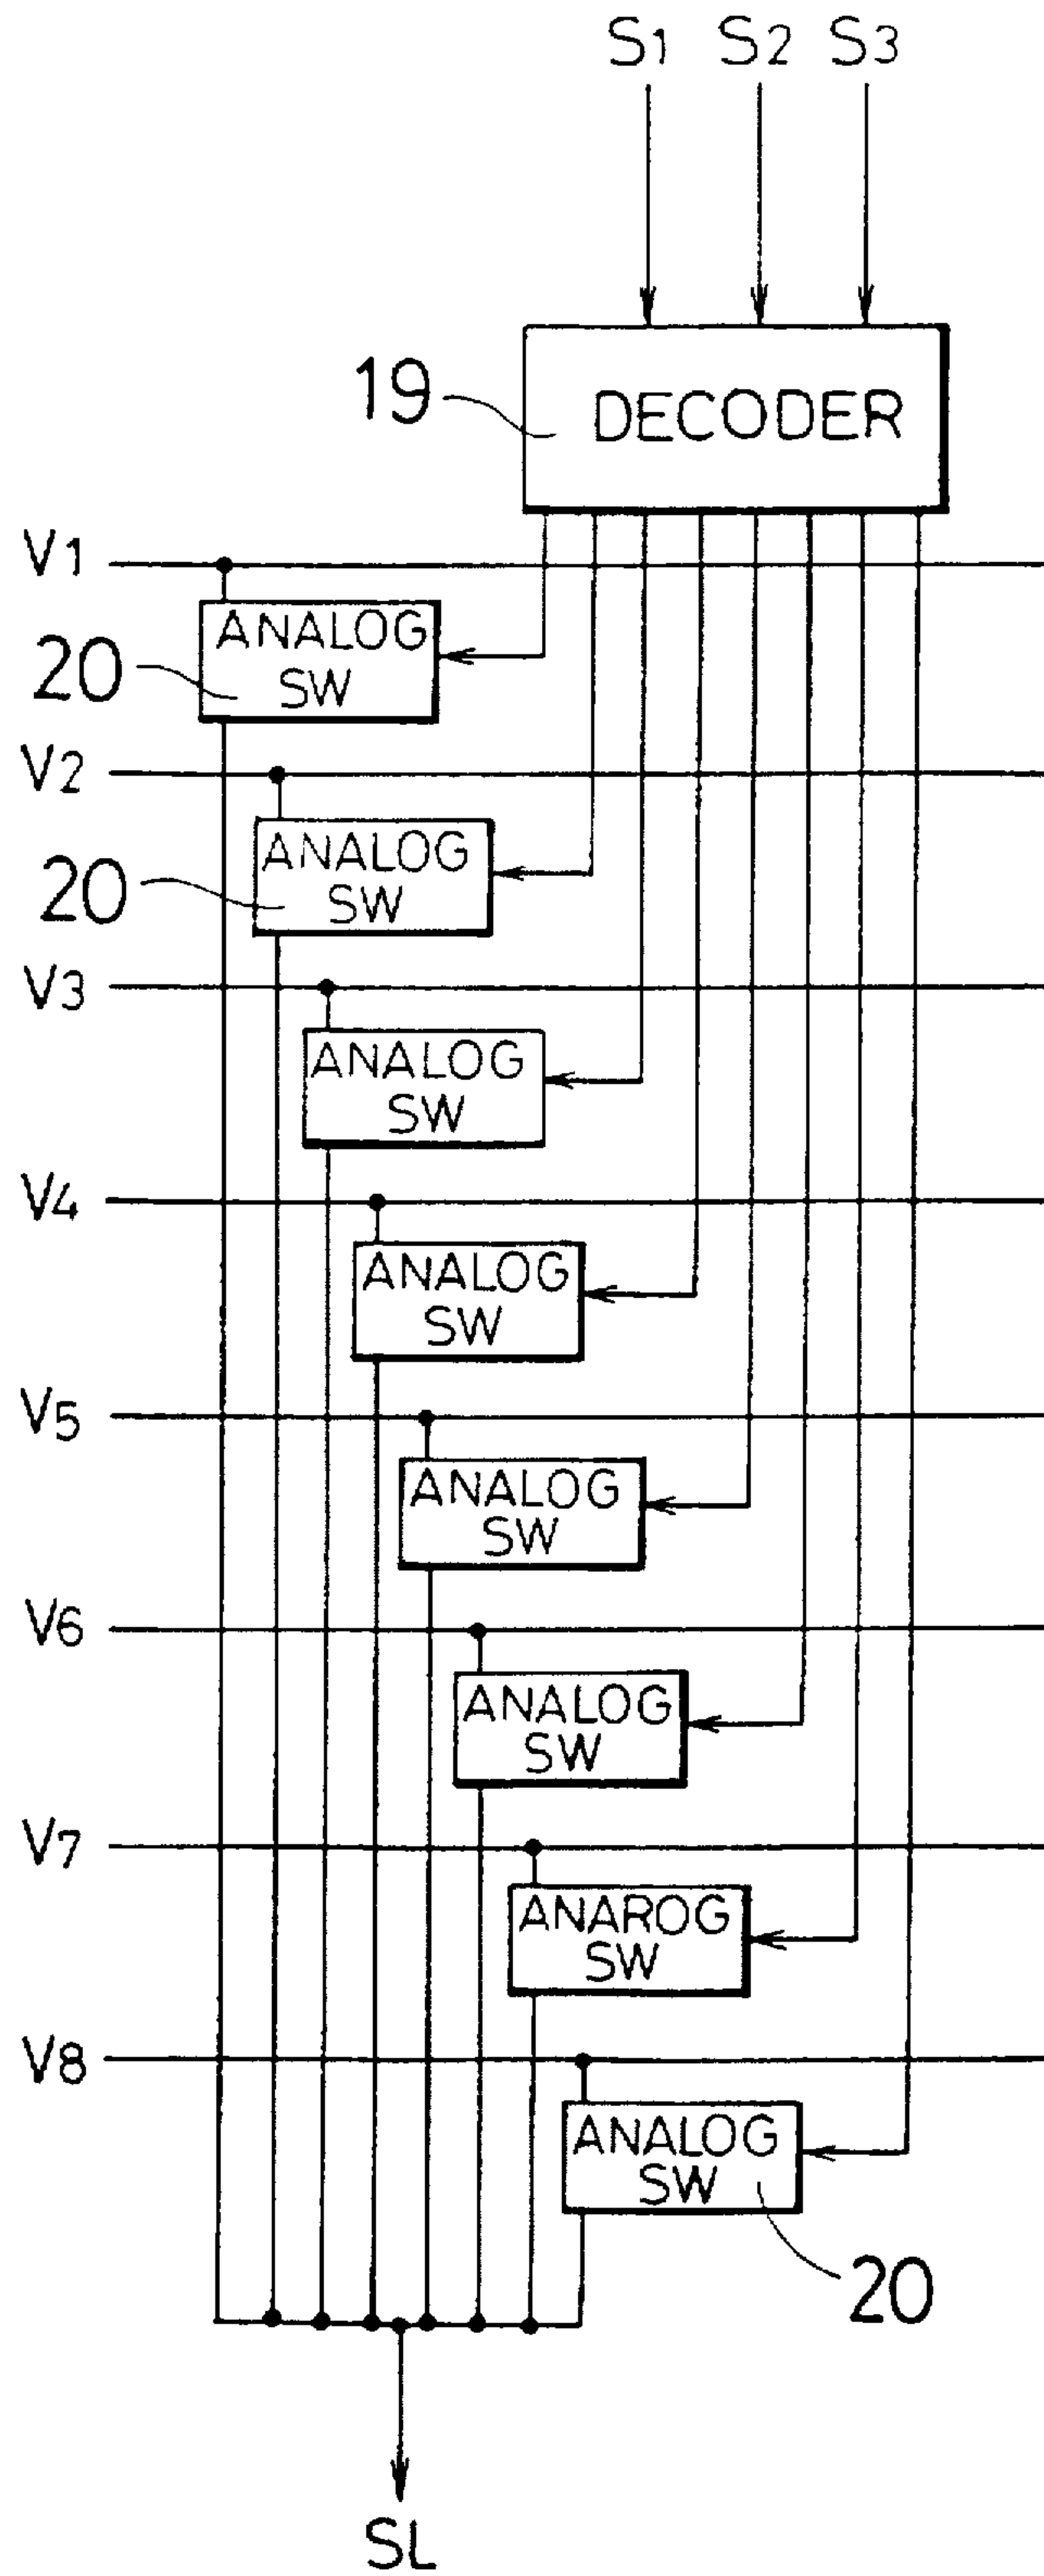 S1 S2 S3
19 DECODER
V1
ANALOG
SW
20
V2
ANALOG
SW
20
V3
ANALOG
SW
V4
ANALOG
SW
V5
ANALOG
SW
V6
ANALOG
SW
V7
ANAROG
SW
V8
ANALOG
SW
20
SL